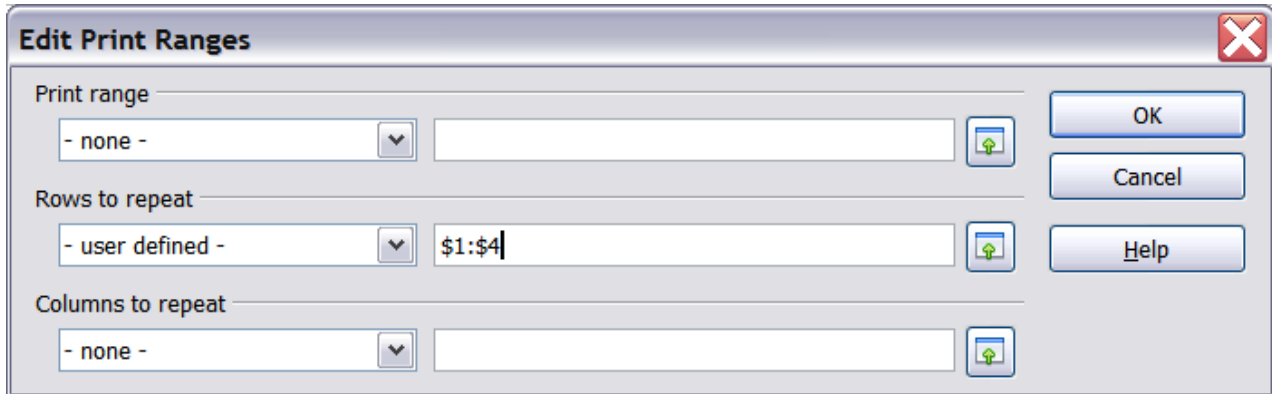 Edit Print Ranges
Print range
- none -
OK
Cancel
Rows to repeat
- user defined -
$1:$4
Help
Columns to repeat
- none -